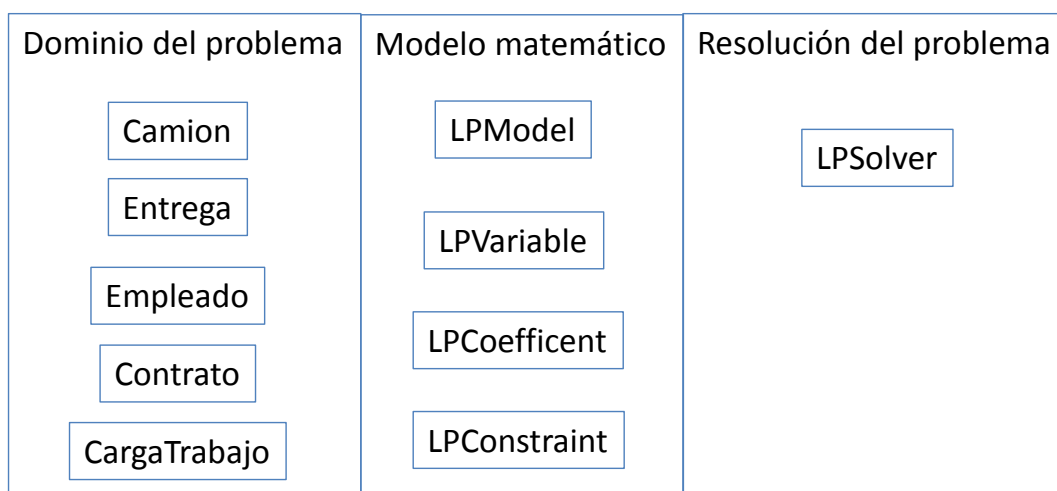 Dominio del problema
Camion
Entrega
Empleado
Contrato
CargaTrabajo
Modelo matemático
LPModel
LPVariable
LPCoefficent
LPConstraint
Resolución del problema
LPSolver